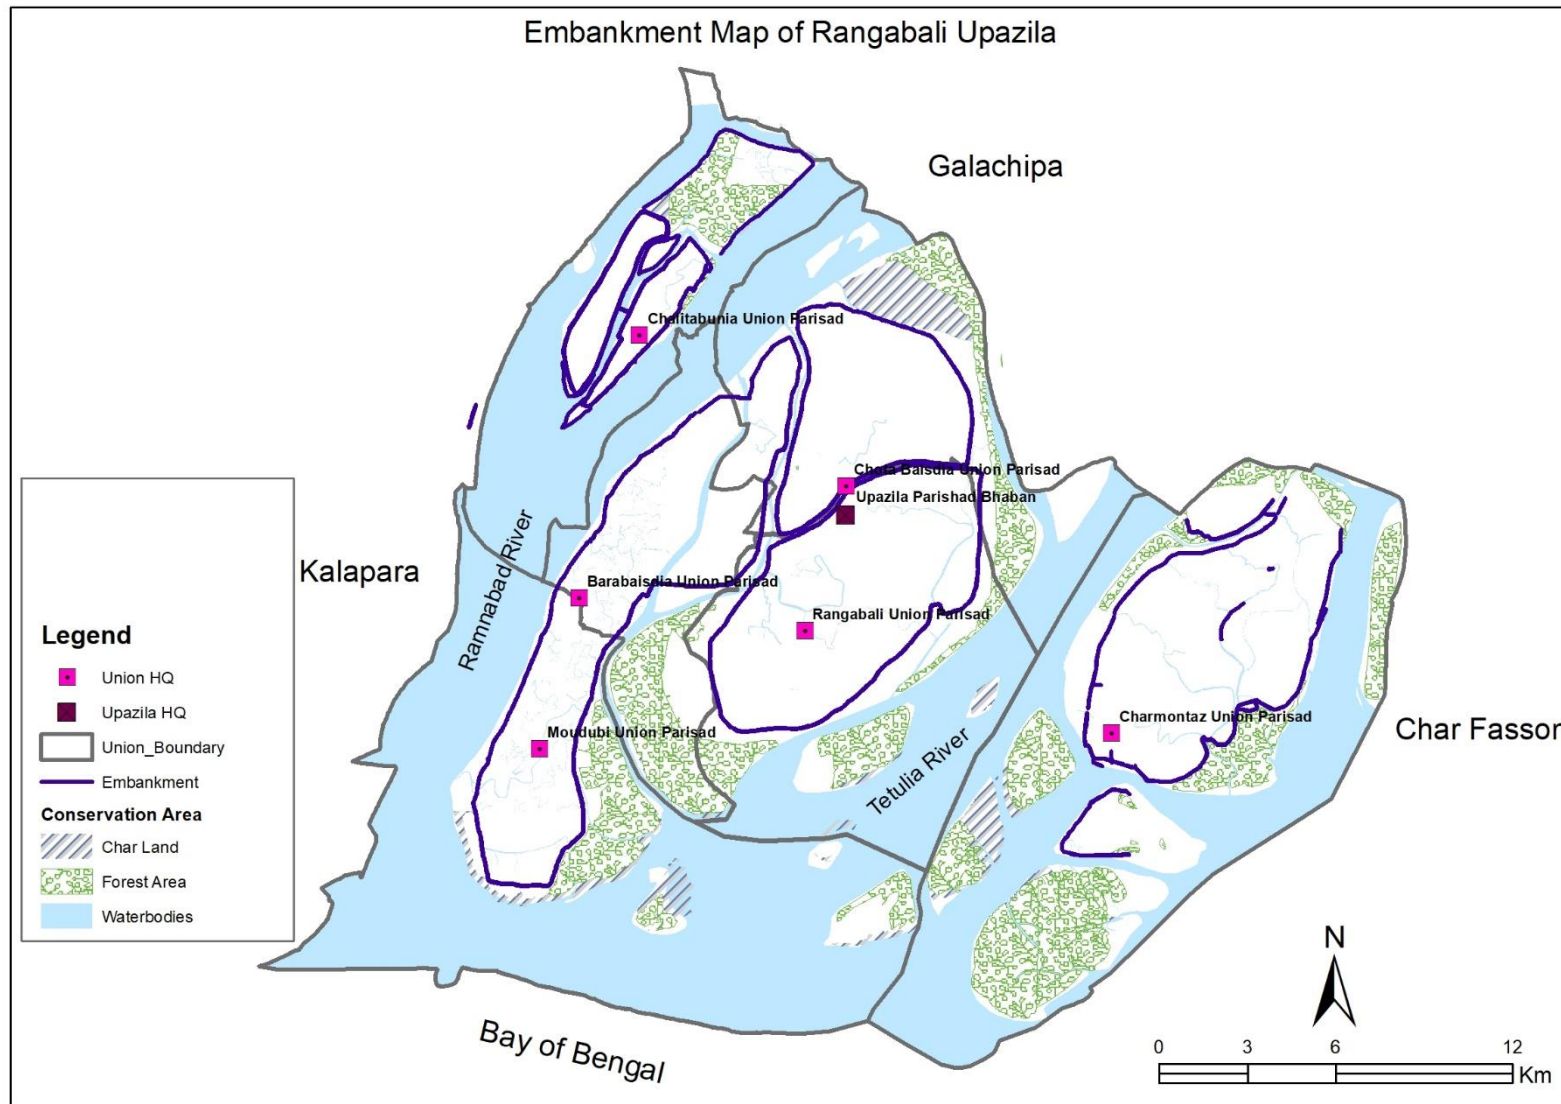 Embankment Map of Rangabali Upazila
Galachipa
Chalitabunia Union Parisad
Chota Baisdia Union Parisad
Upazila Parishad Bhaban
Kalapara
Ramnabad River
Barabaisdia Union Parisad
Rangabali Union Parisad
Moudubi Union Parisad
Charmontaz Union Parisad
Char Fasson
Tetulia River
Bay of Bengal
Legend
Union HQ
Upazila HQ
Union_Boundary
Embankment
Conservation Area
Char Land
Forest Area
Waterbodies
N
0 3 6 12
Km